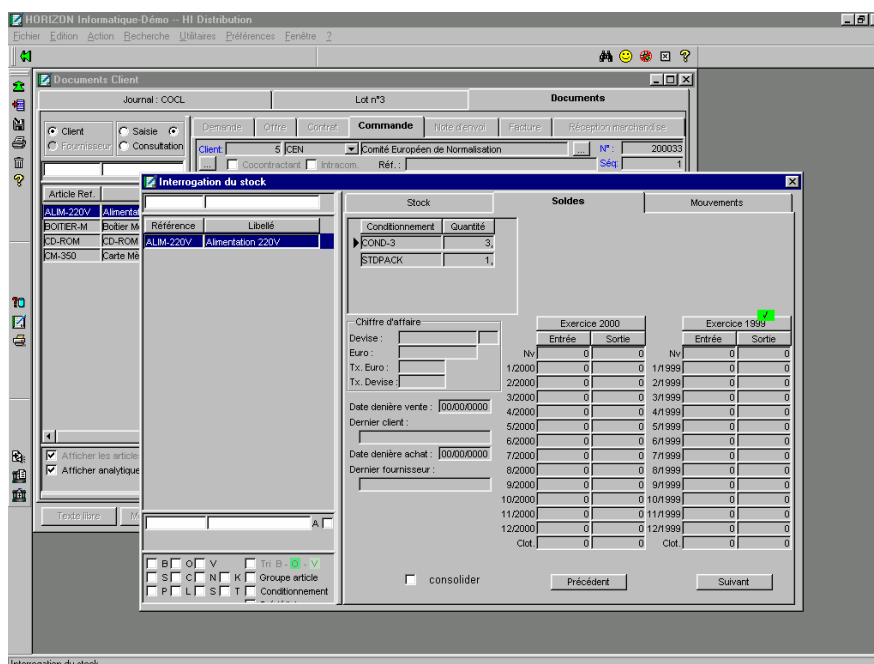 HORIZON Informatique-Démo -- HI Distribution
Fichier Edition Action Recherche Utilitaires Préférences Fenêtre ?
Documents Client
Journal : COCL Lot n°3 Documents
Client Saisie Demande Offre Contrat Commande Note d'envoi Facture Réception marchandise
Fournisseur Consultation Client: 5 CEN Comité Européen de Normalisation ... N° : 200033
... Cocontractant Intracom. Réf. : Séq 1
Article Ref.
ALIM-220V Alimentat
BOITIER-M Boîtier M
CD-ROM CD-ROM
CM-350 Carte Mè
Afficher les article
Afficher analytique
Texte libre
Interrogation du stock
Stock Soldes Mouvements
Référence Libellé
ALIM-220V Alimentation 220V
Conditionnement Quantité
COND-3 3,
STDPACK 1,
Chiffre d'affaire
Devise :
Euro :
Tx. Euro :
Tx. Devise :
Date denière vente : 00/00/0000
Dernier client :
Date denière achat : 00/00/0000
Dernier fournisseur :
Exercice 2000 Exercice 1999
Entrée Sortie Entrée Sortie
Nv 0 0 Nv 0 0
1/2000 0 0 1/1999 0 0
2/2000 0 0 2/1999 0 0
3/2000 0 0 3/1999 0 0
4/2000 0 0 4/1999 0 0
5/2000 0 0 5/1999 0 0
6/2000 0 0 6/1999 0 0
7/2000 0 0 7/1999 0 0
8/2000 0 0 8/1999 0 0
9/2000 0 0 9/1999 0 0
10/2000 0 0 10/1999 0 0
11/2000 0 0 11/1999 0 0
12/2000 0 0 12/1999 0 0
Clot. 0 0 Clot. 0 0
A
B O V Tri B - O - V
S C N K Groupe article
P L S T Conditionnement
consolider Précédent Suivant
Interrogation du stock